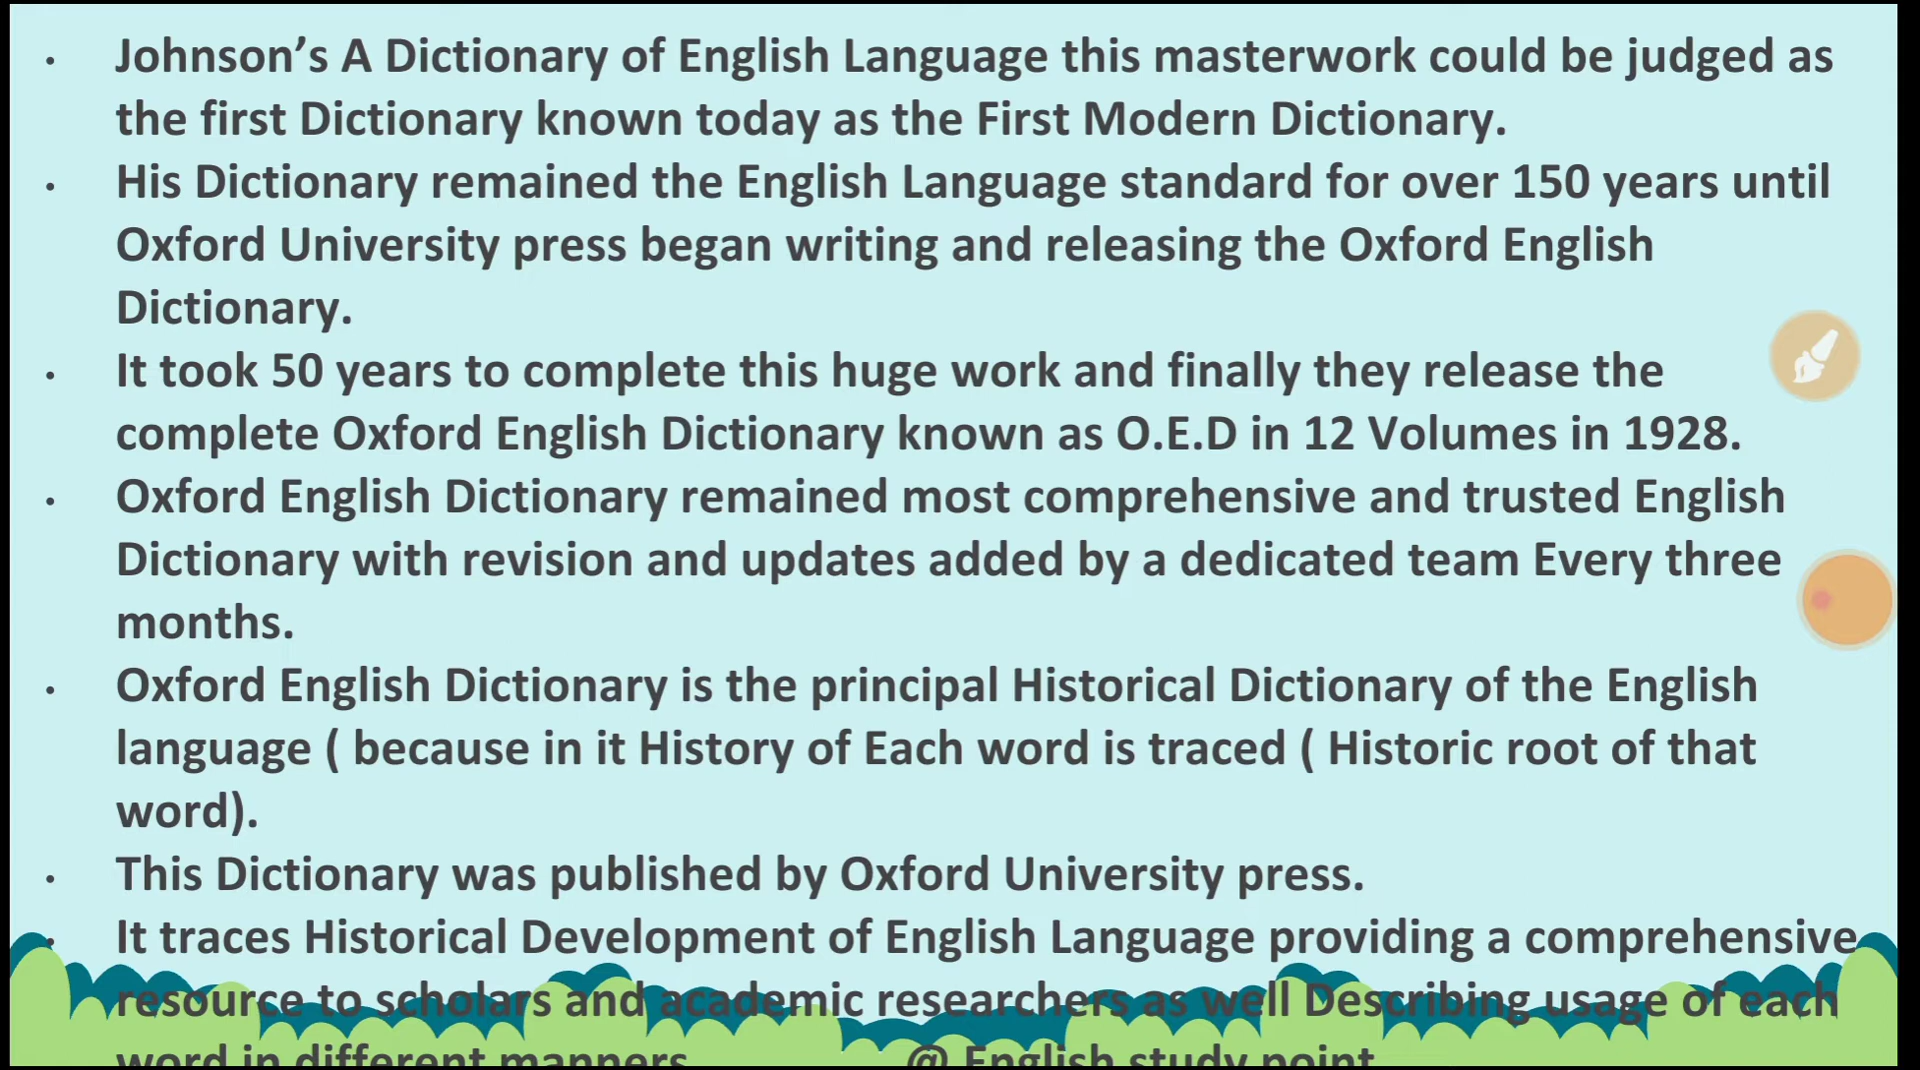 • Johnson’s A Dictionary of English Language this masterwork could be judged as
the first Dictionary known today as the First Modern Dictionary.
• His Dictionary remained the English Language standard for over 150 years until
Oxford University press began writing and releasing the Oxford English
Dictionary.
• It took 50 years to complete this huge work and finally they release the
complete Oxford English Dictionary known as O.E.D in 12 Volumes in 1928.
• Oxford English Dictionary remained most comprehensive and trusted English
Dictionary with revision and updates added by a dedicated team Every three
months.
• Oxford English Dictionary is the principal Historical Dictionary of the English
language ( because in it History of Each word is traced ( Historic root of that
word).
• This Dictionary was published by Oxford University press.
• It traces Historical Development of English Language providing a comprehensive
resource to scholars and academic researchers as well Describing usage of each
word in different manners @ English study point